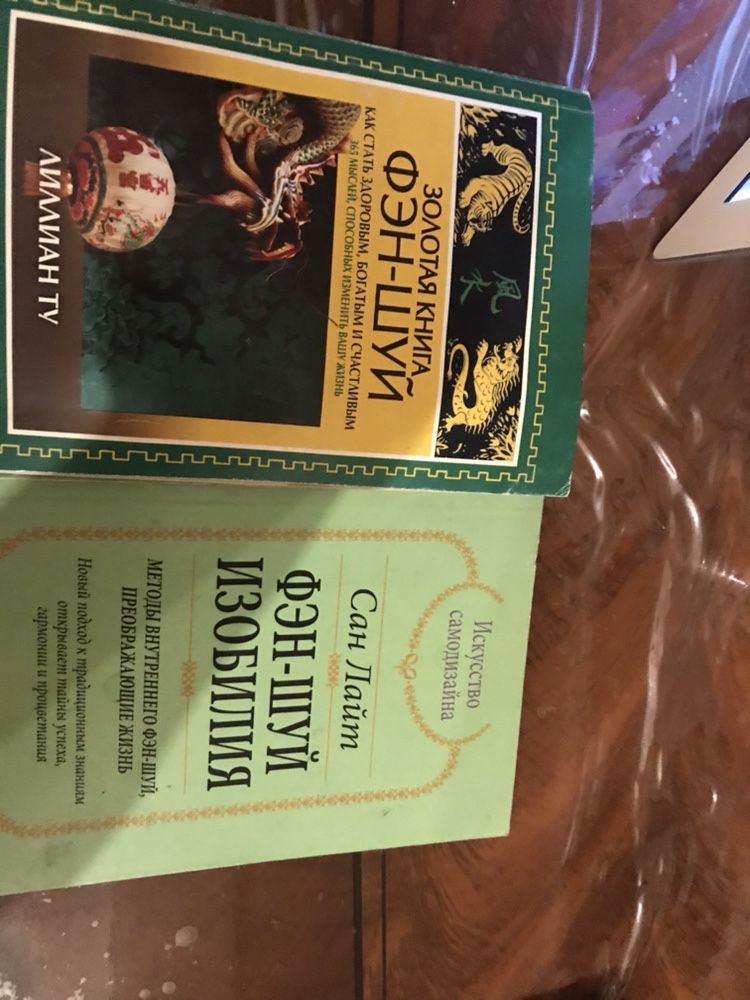 風水
ЗОЛОТАЯ КНИГА
ФЭН-ШУЙ
КАК СТАТЬ ЗДОРОВЫМ, БОГАТЫМ И СЧАСТЛИВЫМ
365 МЫСЛЕЙ, СПОСОБНЫХ ИЗМЕНИТЬ ВАШУ ЖИЗНЬ
ЛИЛЛИАН ТУ
Искусство
самодизайна
Сан Лайт
ФЭН-ШУЙ
ИЗОБИЛИЯ
МЕТОДЫ ВНУТРЕННЕГО ФЭН-ШУЙ,
ПРЕОБРАЖАЮЩИЕ ЖИЗНЬ
Новый подход к традиционным знаниям
открывает тайны успеха,
гармонии и процветания